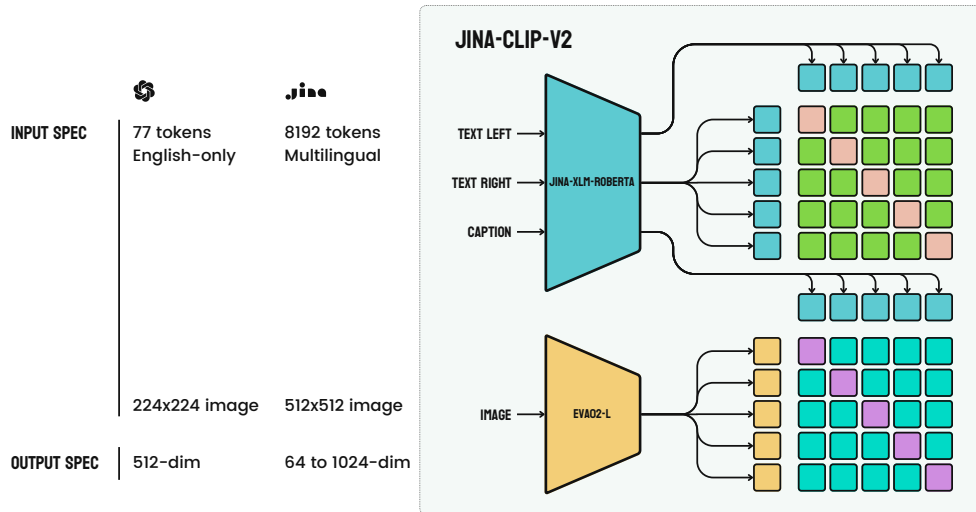 JINA-CLIP-V2
jina
INPUT SPEC
77 tokens
English-only
8192 tokens
Multilingual
224x224 image
512x512 image
OUTPUT SPEC
512-dim
64 to 1024-dim
TEXT LEFT
TEXT RIGHT
CAPTION
JINA-XLM-ROBERTA
IMAGE
EVA02-L